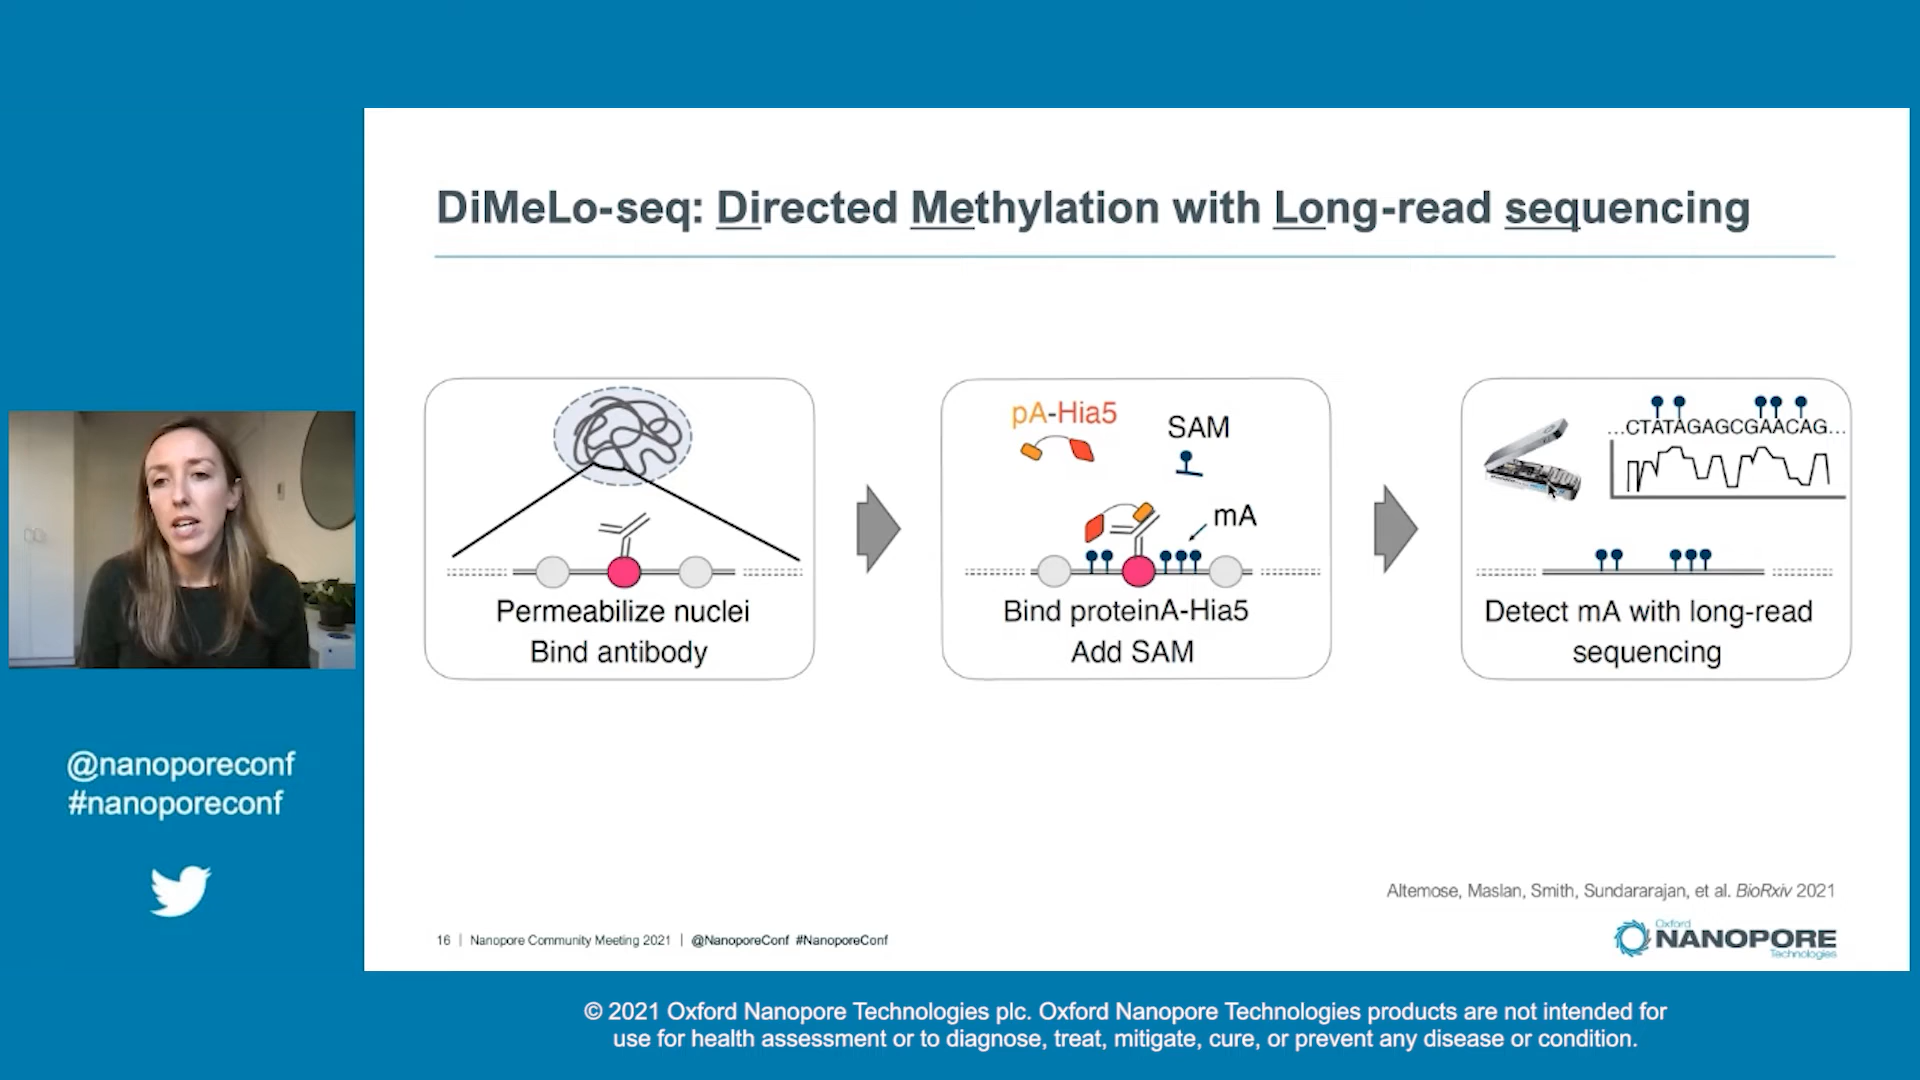 DiMeLo-seq: Directed Methylation with Long-read sequencing
Permeabilize nuclei
Bind antibody
pA-Hia5
SAM
mA
Bind proteinA-Hia5
Add SAM
...CTATAGAGCGAACAG...
Detect mA with long-read
sequencing
@nanoporeconf
#nanoporeconf
Altemose, Maslan, Smith, Sundararajan, et al. BioRxiv 2021
16 | Nanopore Community Meeting 2021 | @NanoporeConf #NanoporeConf
Oxford
NANOPORE
Technologies
© 2021 Oxford Nanopore Technologies plc. Oxford Nanopore Technologies products are not intended for
use for health assessment or to diagnose, treat, mitigate, cure, or prevent any disease or condition.